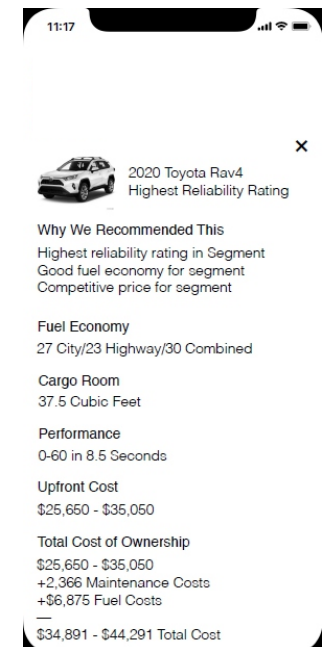 11:17
×
2020 Toyota Rav4
Highest Reliability Rating
Why We Recommended This
Highest reliability rating in Segment
Good fuel economy for segment
Competitive price for segment
Fuel Economy
27 City/23 Highway/30 Combined
Cargo Room
37.5 Cubic Feet
Performance
0-60 in 8.5 Seconds
Upfront Cost
$25,650 - $35,050
Total Cost of Ownership
$25,650 - $35,050
+2,366 Maintenance Costs
+$6,875 Fuel Costs
—
$34,891 - $44,291 Total Cost